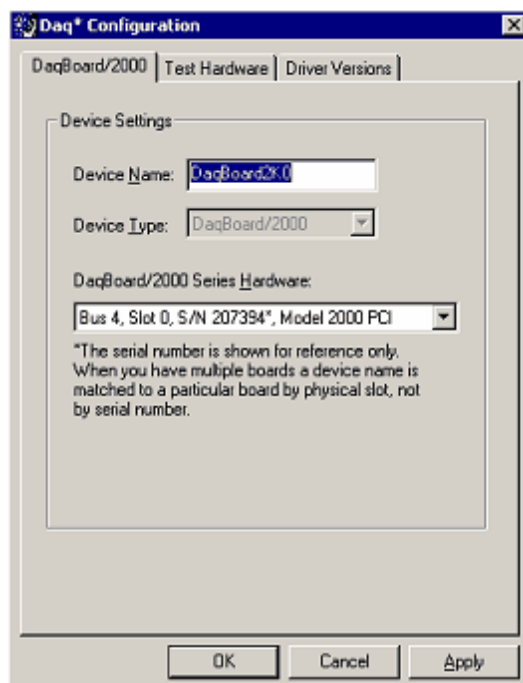 Daq* Configuration
DaqBoard/2000
Test Hardware
Driver Versions
Device Settings
Device Name:
DaqBoard2K0
Device Type:
DaqBoard/2000
DaqBoard/2000 Series Hardware:
Bus 4, Slot 0, S/N 207394*, Model 2000 PCI
*The serial number is shown for reference only.
When you have multiple boards a device name is
matched to a particular board by physical slot, not
by serial number.
OK
Cancel
Apply